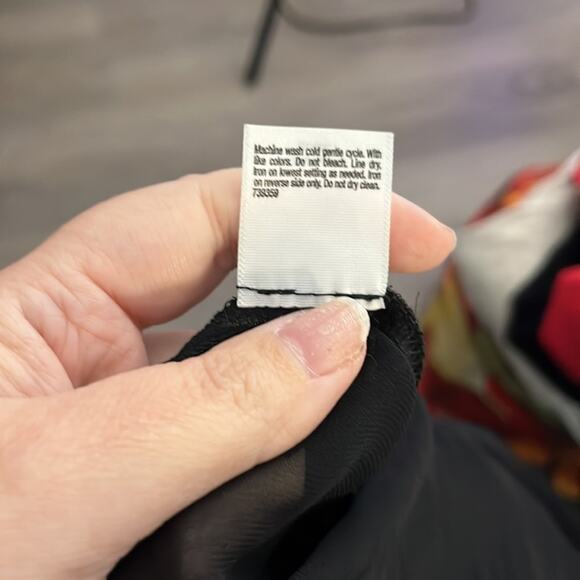 Machine wash cold gentle cycle. With
like colors. Do not bleach. Line dry.
Iron on lowest setting as needed. Iron
on reverse side only. Do not dry clean.
739359